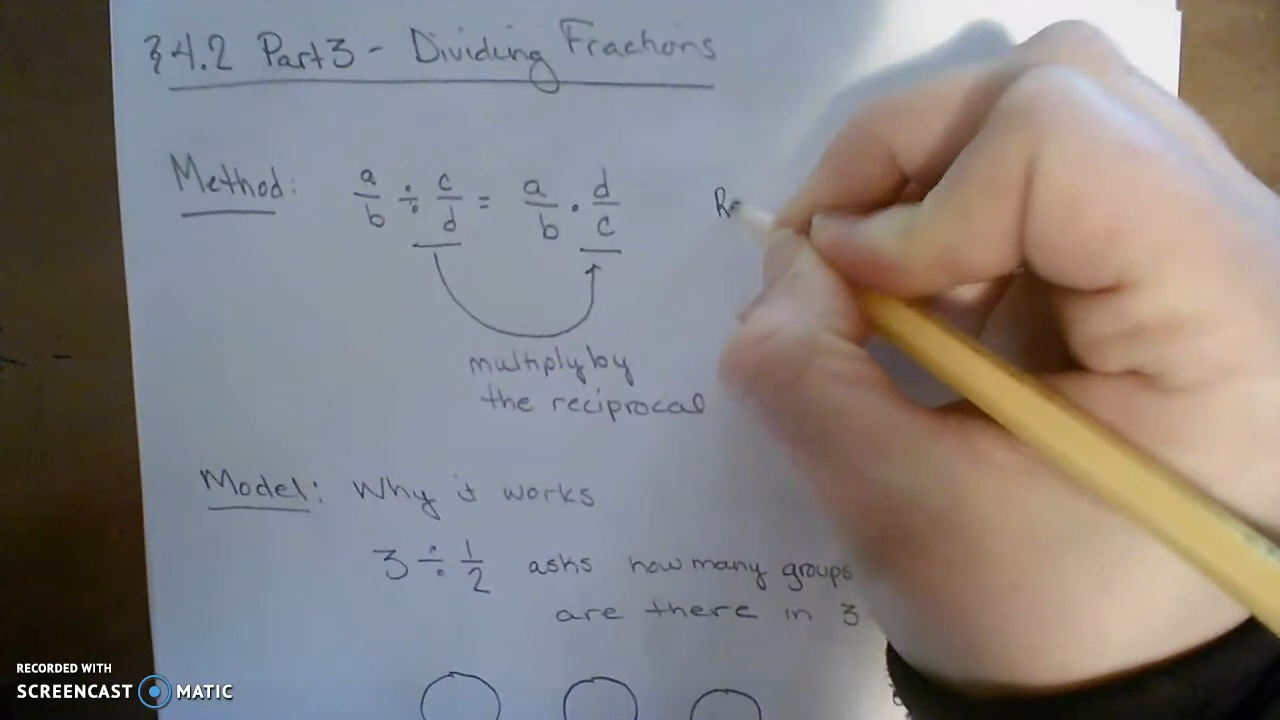 §4.2 Part 3 - Dividing Fractions
Method: a/b ÷ c/d = a/b · d/c
multiply by
the reciprocal
Model: Why it works
3 ÷ 1/2 asks how many groups
are there in 3
RECORDED WITH
SCREENCAST MATIC